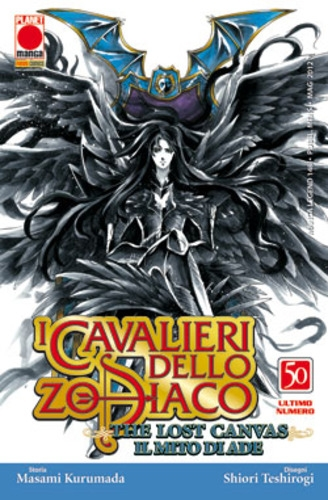 PLANET
manga
PANINI COMICS
I CAVALIERI
DELLO
ZODIACO
THE LOST CANVAS
IL MITO DI ADE
50
ULTIMO
NUMERO
Storia
Masami Kurumada
Disegni
Shiori Teshirogi